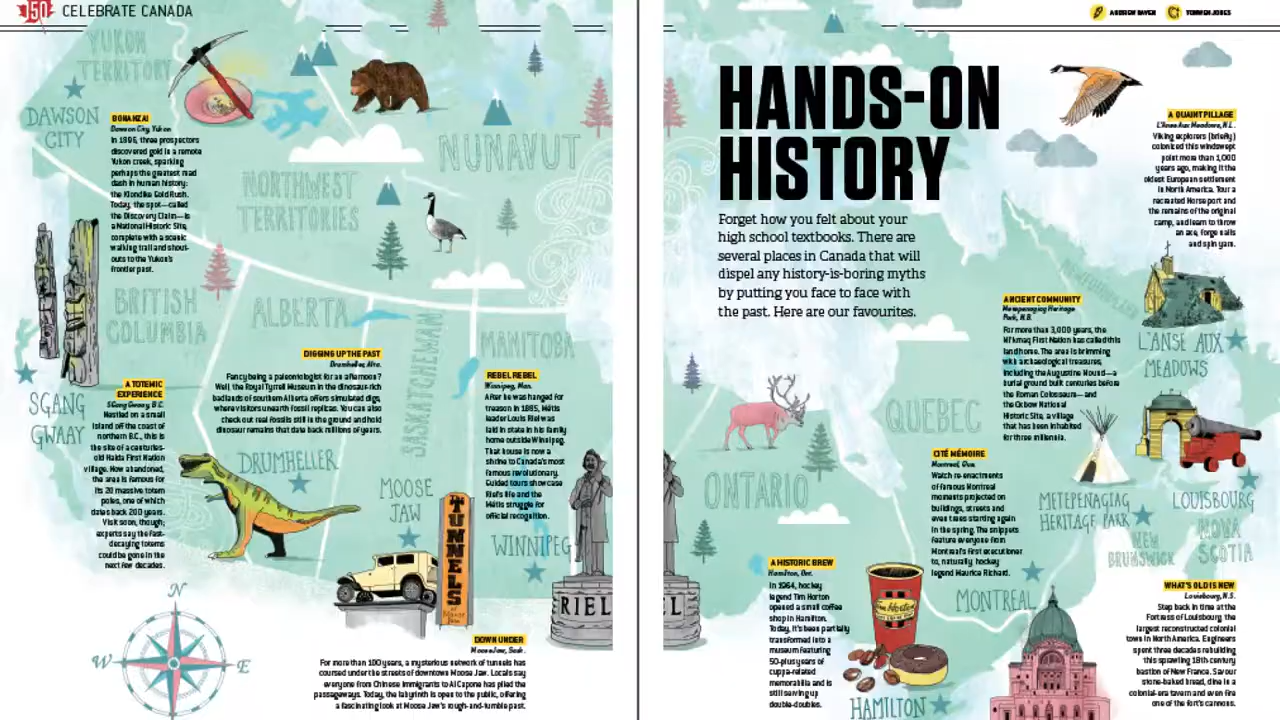 150 CELEBRATE CANADA
YUKON
TERRITORY
DAWSON
CITY
BONANZA!
Dawson City, Yukon
In 1896, three prospectors
discovered gold in a remote
Yukon creek, sparking
perhaps the greatest mad
dash in human history:
the Klondike Gold Rush.
Today, the spot—called
the Discovery Claim—is
a National Historic Site,
complete with a scenic
walking trail and shout-
outs to the Yukon's
frontier past.
NUNAVUT
NORTHWEST
TERRITORIES
BRITISH
COLUMBIA
ALBERTA
SASKATCHEWAN
MANITOBA
SGANG
GWAAY
A TOTEMIC
EXPERIENCE
SGang Gwaay, B.C.
Nestled on a small
island off the coast of
northern B.C., this is
the site of a centuries-
old Haida First Nation
village. Now abandoned,
the area is famous for
its 20 massive totem
poles, one of which
dates back 200 years.
Visit soon, though;
experts say the fast-
decaying totems
could be gone in the
next few decades.
DIGGING UP THE PAST
Drumheller, Alta.
Fancy being a paleontologist for an afternoon?
Well, the Royal Tyrrell Museum in the dinosaur-rich
badlands of southern Alberta offers simulated digs,
where visitors unearth fossil replicas. You can also
check out real fossils still in the ground and hold
dinosaur remains that date back millions of years.
DRUMHELLER
REBEL REBEL
Winnipeg, Man.
After he was hanged for
treason in 1885, Métis
leader Louis Riel was
laid in state in his family
home outside Winnipeg.
That house is now a
shrine to Canada's most
famous revolutionary.
Guided tours showcase
Riel's life and the
Métis struggle for
official recognition.
MOOSE
JAW
WINNIPEG
The
TUNNELS
of
Moose Jaw
RIEL
N
W
E
DOWN UNDER
Moose Jaw, Sask.
For more than 100 years, a mysterious network of tunnels has
coursed under the streets of downtown Moose Jaw. Locals say
everyone from Chinese immigrants to Al Capone has plied the
passageways. Today, the labyrinth is open to the public, offering
a fascinating look at Moose Jaw's rough-and-tumble past.
ANDREW RAVEN
TONWEN JONES
HANDS-ON
HISTORY
Forget how you felt about your
high school textbooks. There are
several places in Canada that will
dispel any history-is-boring myths
by putting you face to face with
the past. Here are our favourites.
A QUAINT PILLAGE
L'Anse Aux Meadows, N.L.
Viking explorers (briefly)
colonized this windswept
point more than 1,000
years ago, making it the
oldest European settlement
in North America. Tour a
recreated Norse port and
the remains of the original
camp, and learn to throw
an axe, forge nails
and spin yarn.
L'ANSE AUX
MEADOWS
ANCIENT COMMUNITY
Metepenagiag Heritage
Park, N.B.
For more than 3,000 years, the
Mi'kmaq First Nation has called this
land home. The area is brimming
with archaeological treasures,
including the Augustine Mound—a
burial ground built centuries before
the Roman Colosseum—and
the Oxbow National
Historic Site, a village
that has been inhabited
for three millennia.
QUEBEC
ONTARIO
CITÉ MÉMOIRE
Montreal, Que.
Watch re-enactments
of famous Montreal
moments projected on
buildings, streets and
even trees starting again
in the spring. The snippets
feature everyone from
Montreal's first executioner
to, naturally, hockey
legend Maurice Richard.
METEPENAGIAG
HERITAGE PARK
LOUISBOURG
NEW
BRUNSWICK
NOVA
SCOTIA
A HISTORIC BREW
Hamilton, Ont.
In 1964, hockey
legend Tim Horton
opened a small coffee
shop in Hamilton.
Today, it's been partially
transformed into a
museum featuring
50-plus years of
cuppa-related
memorabilia and is
still serving up
double-doubles.
Tim Hortons
HAMILTON
MONTREAL
WHAT'S OLD IS NEW
Louisbourg, N.S.
Step back in time at the
Fortress of Louisbourg, the
largest reconstructed colonial
town in North America. Engineers
spent three decades rebuilding
this sprawling 18th-century
bastion of New France. Savour
stone-baked bread, dine in a
colonial-era tavern and even fire
one of the fort's cannons.